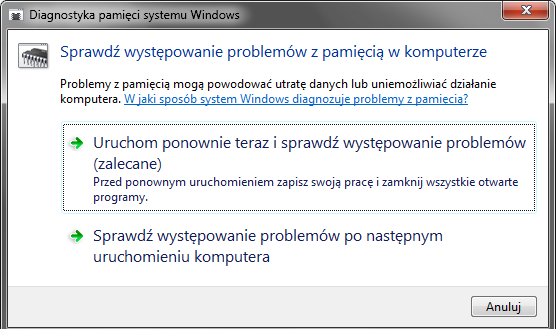 Diagnostyka pamięci systemu Windows
Sprawdź występowanie problemów z pamięcią w komputerze
Problemy z pamięcią mogą powodować utratę danych lub uniemożliwiać działanie
komputera. W jaki sposób system Windows diagnozuje problemy z pamięcią?
Uruchom ponownie teraz i sprawdź występowanie problemów
(zalecane)
Przed ponownym uruchomieniem zapisz swoją pracę i zamknij wszystkie otwarte
programy.
Sprawdź występowanie problemów po następnym
uruchomieniu komputera
Anuluj